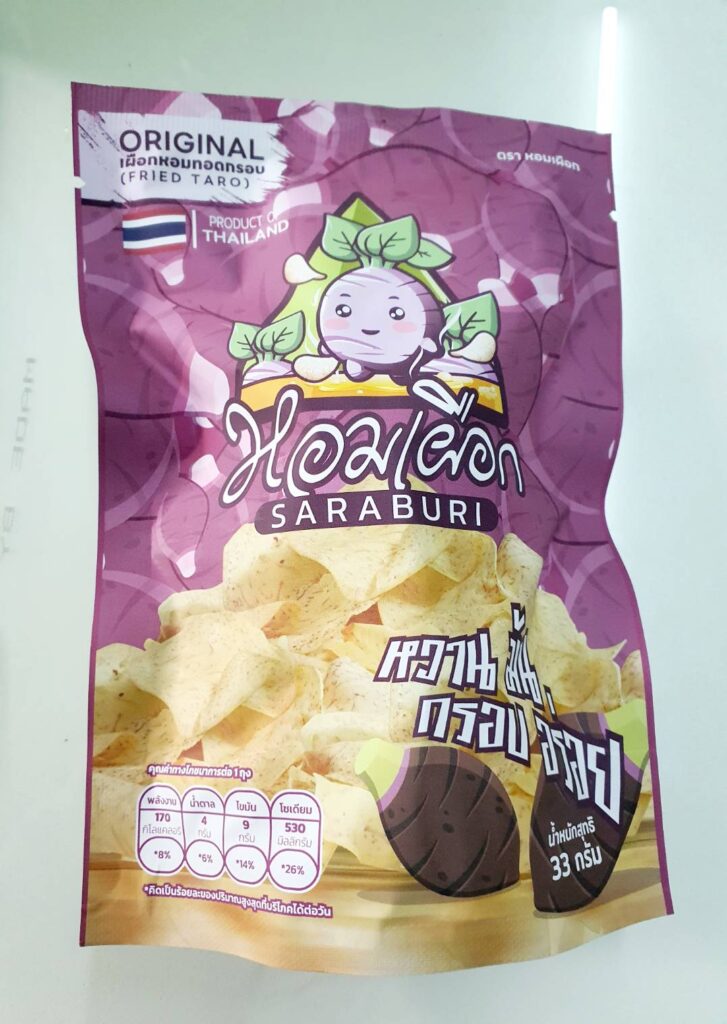 ORIGINAL
เผือกหอมทอดกรอบ
(FRIED TARO)
ตรา หอมเผือก
PRODUCT OF
THAILAND
หอมเผือก
SARABURI
หวาน มัน
กรอบ อร่อย
คุณค่าทางโภชนาการต่อ 1 ถุง
พลังงาน น้ำตาล ไขมัน โซเดียม
170 4 9 530
กิโลแคลอรี กรัม กรัม มิลลิกรัม
*8% *6% *14% *26%
*คิดเป็นร้อยละของปริมาณสูงสุดที่บริโภคได้ต่อวัน
น้ำหนักสุทธิ
33 กรัม
MADE BY